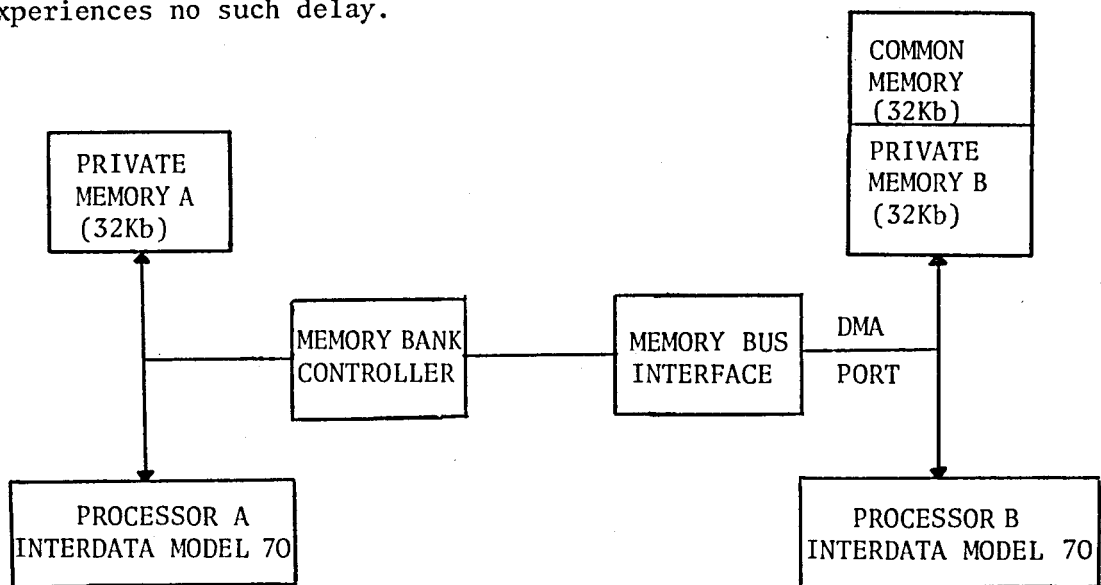 xperiences no such delay.
COMMON
MEMORY
(32Kb)
PRIVATE
MEMORY B
(32Kb)
PRIVATE
MEMORY A
(32Kb)
MEMORY BANK
CONTROLLER
MEMORY BUS
INTERFACE
DMA
PORT
PROCESSOR A
INTERDATA MODEL 70
PROCESSOR B
INTERDATA MODEL 70